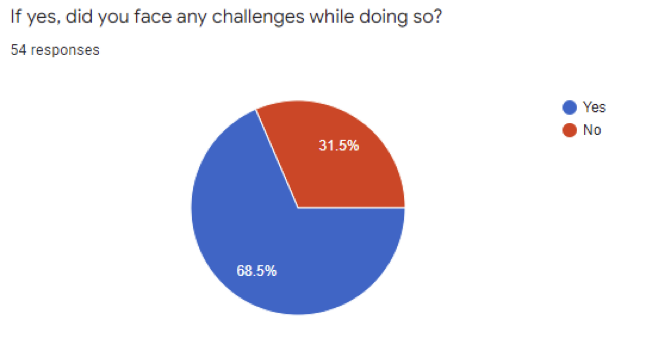 If yes, did you face any challenges while doing so?
54 responses
Yes
No
31.5%
68.5%